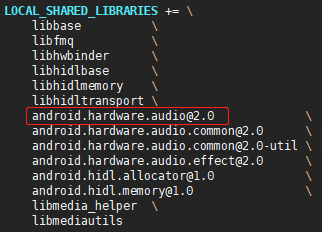 LOCAL_SHARED_LIBRARIES += \
libbase \
libfmq \
libhwbinder \
libhidlbase \
libhidlmemory \
libhidltransport \
android.hardware.audio@2.0 \
android.hardware.audio.common@2.0 \
android.hardware.audio.common@2.0-util \
android.hardware.audio.effect@2.0 \
android.hidl.allocator@1.0 \
android.hidl.memory@1.0 \
libmedia_helper \
libmediautils